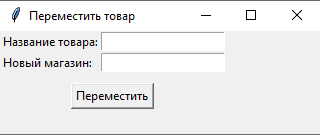 Переместить товар
Название товара:
Новый магазин:
Переместить